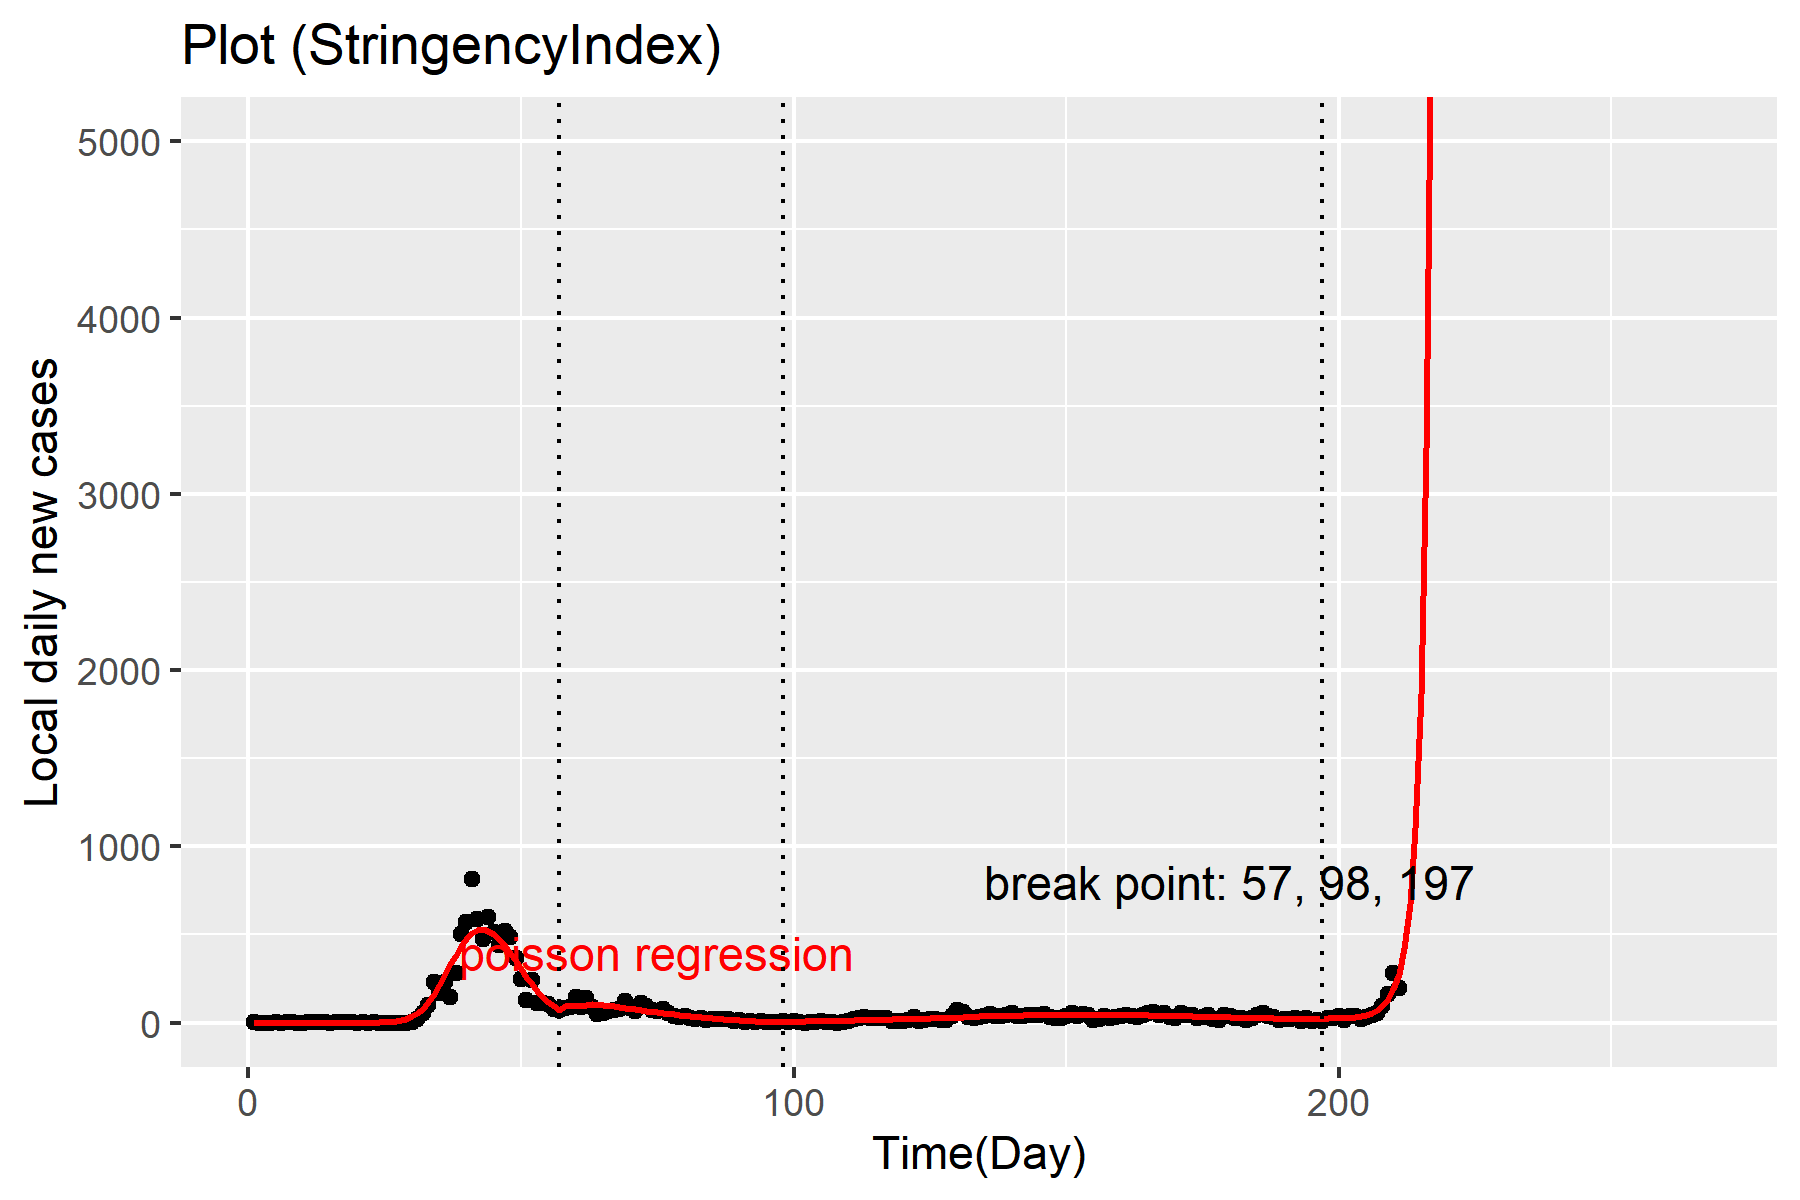 Plot (StringencyIndex)
Local daily new cases
5000
4000
3000
2000
1000
0
break point: 57, 98, 197
poisson regression
0 100 200
Time(Day)